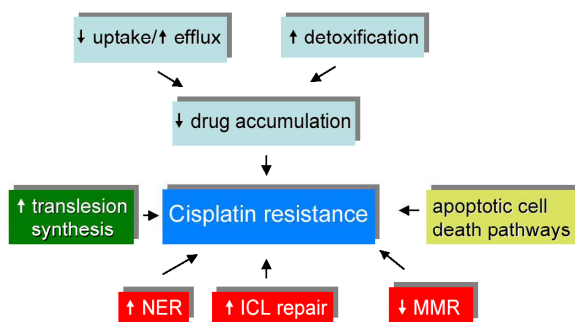 ↓ uptake/↑ efflux
↑ detoxification
↓ drug accumulation
↑ translesion
synthesis
Cisplatin resistance
apoptotic cell
death pathways
↑ NER
↑ ICL repair
↓ MMR